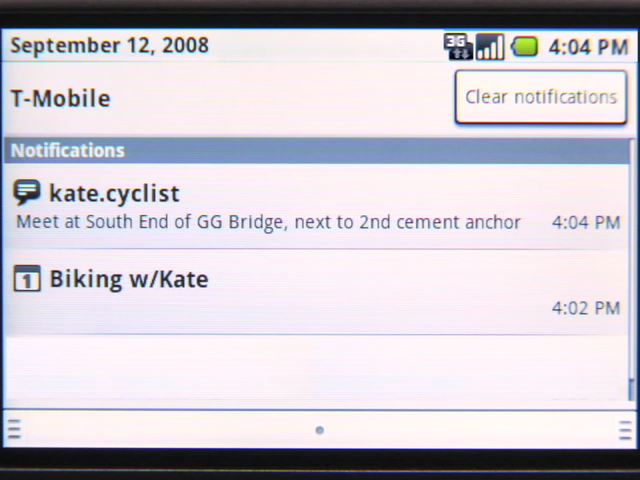 September 12, 2008 3G 4:04 PM
T-Mobile Clear notifications
Notifications
kate.cyclist
Meet at South End of GG Bridge, next to 2nd cement anchor 4:04 PM
1 Biking w/Kate
4:02 PM